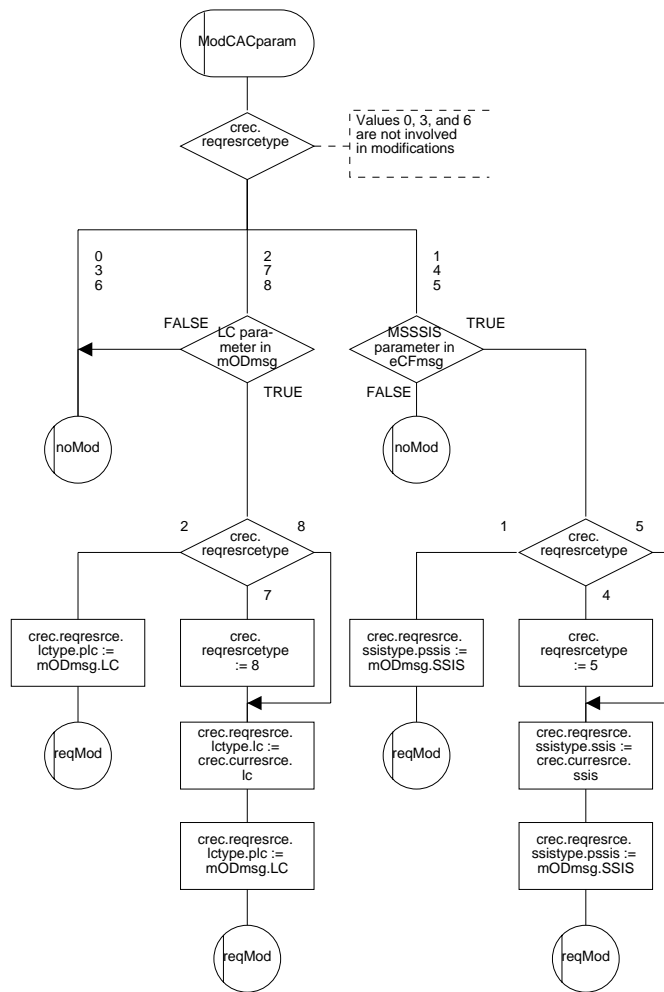 ModCACparam
crec.
reqresrcetype
Values 0, 3, and 6
are not involved
in modifications
0
3
6
2
7
8
1
4
5
FALSE
LC para-
meter in
mODmsg
TRUE
MSSSIS
parameter in
eCFmsg
TRUE
FALSE
noMod
noMod
2
crec.
reqresrcetype
8
7
1
crec.
reqresrcetype
5
4
crec.reqresrce.
lctype.plc :=
mODmsg.LC
crec.
reqresrcetype
:= 8
crec.reqresrce.
ssistype.pssis :=
mODmsg.SSIS
crec.
reqresrcetype
:= 5
reqMod
crec.reqresrce.
lctype.lc :=
crec.curresrce.
lc
reqMod
crec.reqresrce.
ssistype.ssis :=
crec.curresrce.
ssis
crec.reqresrce.
lctype.plc :=
mODmsg.LC
crec.reqresrce.
ssistype.pssis :=
mODmsg.SSIS
reqMod
reqMod